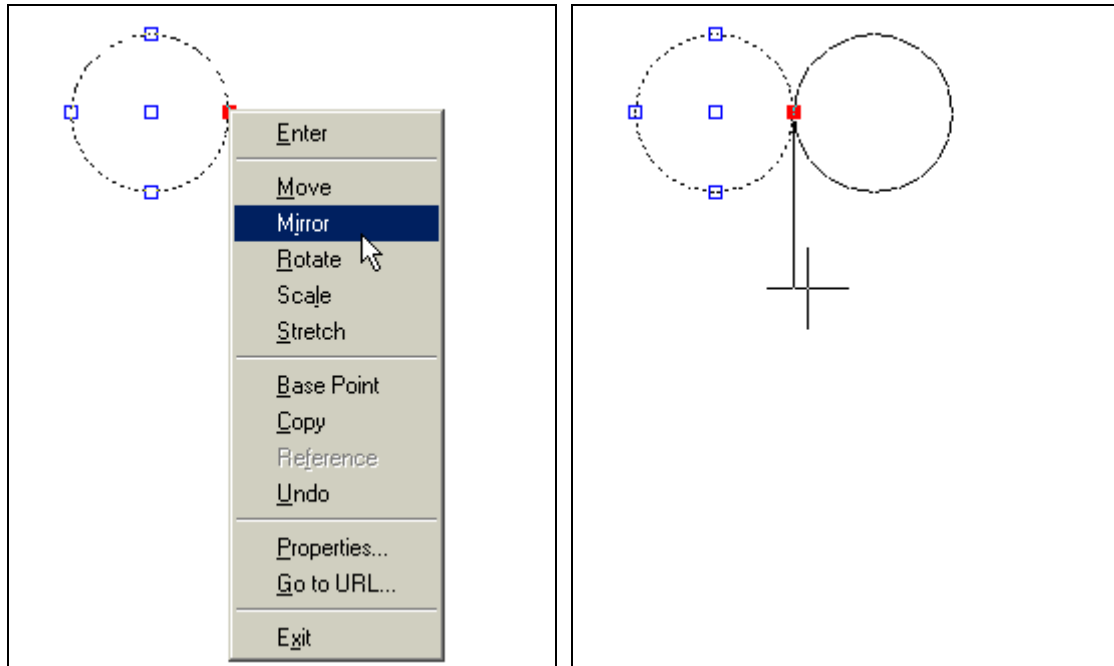 Enter
Move
Mirror
Rotate
Scale
Stretch
Base Point
Copy
Reference
Undo
Properties...
Go to URL...
Exit